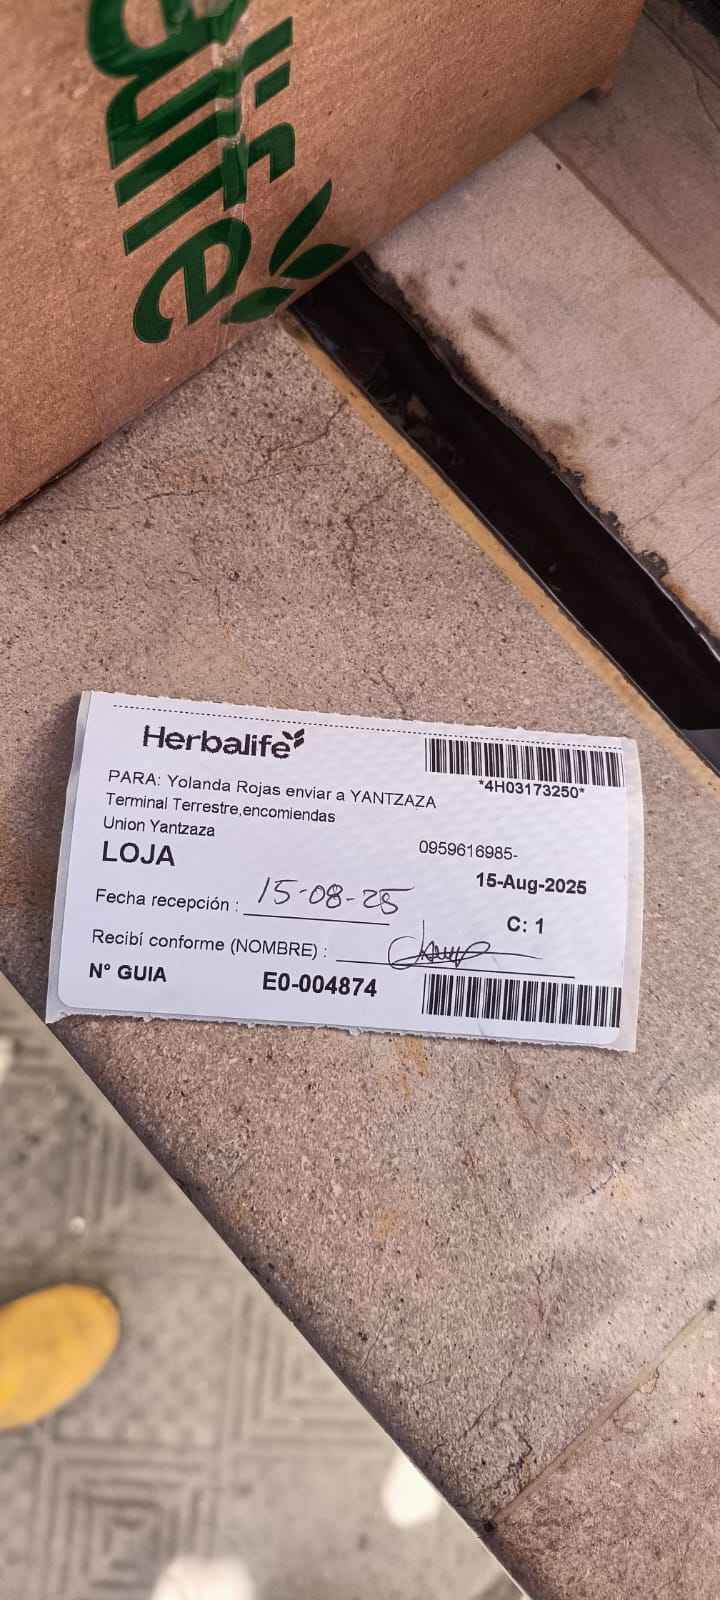 alife
Herbalife
*4H03173250*
PARA: Yolanda Rojas enviar a YANTZAZA
Terminal Terrestre,encomiendas
Union Yantzaza
0959616985-
LOJA
15-Aug-2025
Fecha recepción : 15-08-25
C: 1
Recibí conforme (NOMBRE) :
N° GUIA E0-004874